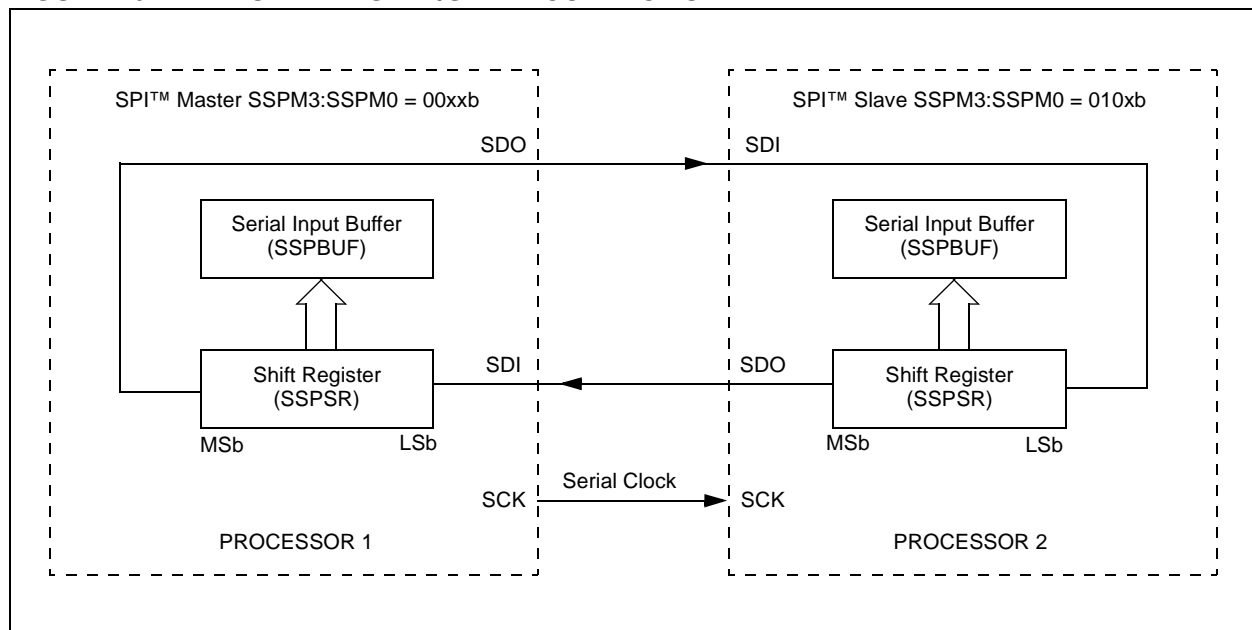 SPI™ Master SSPM3:SSPM0 = 00xxb
SDO
Serial Input Buffer
(SSPBUF)
Shift Register
(SSPSR)
MSb
LSb
SDI
SCK
PROCESSOR 1
Serial Clock
SPI™ Slave SSPM3:SSPM0 = 010xb
SDI
Serial Input Buffer
(SSPBUF)
SDO
Shift Register
(SSPSR)
MSb
LSb
SCK
PROCESSOR 2